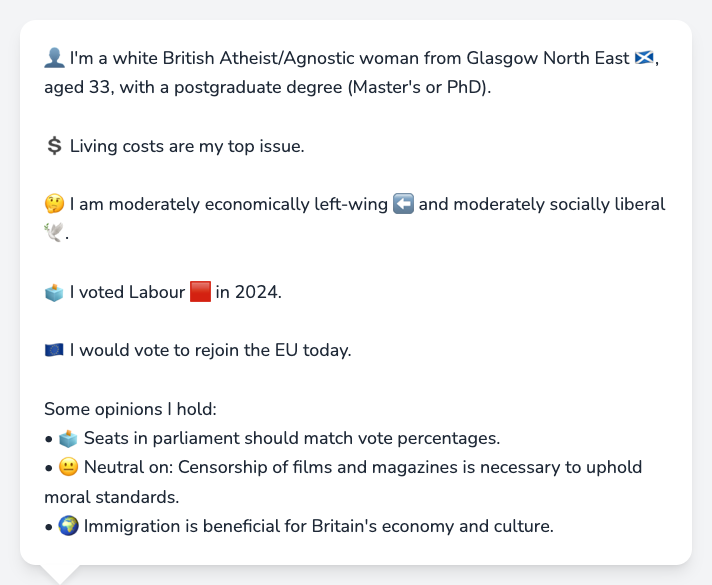 👤 I'm a white British Atheist/Agnostic woman from Glasgow North East 🏴󠁧󠁢󠁳󠁣󠁴󠁿,
aged 33, with a postgraduate degree (Master's or PhD).
💲 Living costs are my top issue.
🤔 I am moderately economically left-wing ⬅️ and moderately socially liberal
🕊️.
🗳️ I voted Labour 🟥 in 2024.
🇪🇺 I would vote to rejoin the EU today.
Some opinions I hold:
• 🗳️ Seats in parliament should match vote percentages.
• 😐 Neutral on: Censorship of films and magazines is necessary to uphold
moral standards.
• 🌍 Immigration is beneficial for Britain's economy and culture.